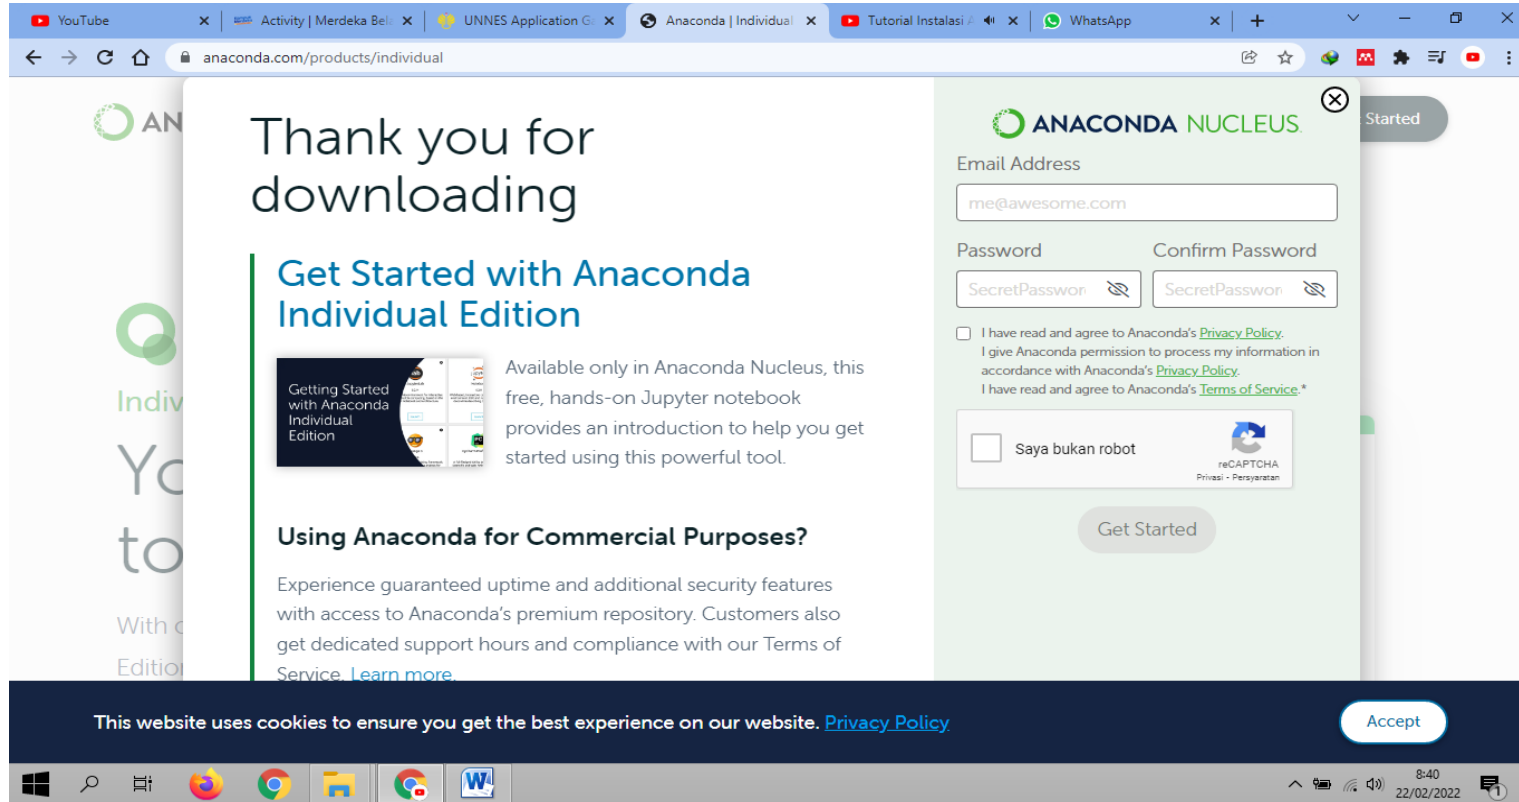 YouTube
Activity | Merdeka Bela
UNNES Application Ga
Anaconda | Individual
Tutorial Instalasi A
WhatsApp
anaconda.com/products/individual
AN
Started
Thank you for
downloading
Get Started with Anaconda
Individual Edition
Getting Started
with Anaconda
Individual
Edition
Available only in Anaconda Nucleus, this
free, hands-on Jupyter notebook
provides an introduction to help you get
started using this powerful tool.
Using Anaconda for Commercial Purposes?
Experience guaranteed uptime and additional security features
with access to Anaconda's premium repository. Customers also
get dedicated support hours and compliance with our Terms of
Service. Learn more.
ANACONDA NUCLEUS.
Email Address
me@awesome.com
Password Confirm Password
SecretPasswor SecretPasswor
I have read and agree to Anaconda's Privacy Policy.
I give Anaconda permission to process my information in
accordance with Anaconda's Privacy Policy.
I have read and agree to Anaconda's Terms of Service.*
Saya bukan robot
reCAPTCHA
Privasi - Persyaratan
Get Started
Indiv
Yo
to
With o
Edition
This website uses cookies to ensure you get the best experience on our website. Privacy Policy
Accept
8:40
22/02/2022
1